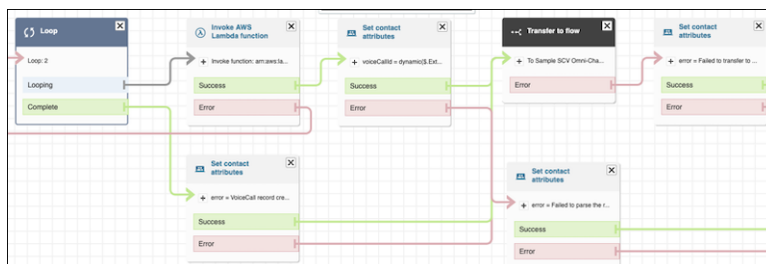 Loop
Loop: 2
Looping
Complete
Invoke AWS
Lambda function
Invoke function: arn:aws:la...
Success
Error
Set contact
attributes
voiceCallId = dynamic($.Ext...
Success
Error
Transfer to flow
To Sample SCV Omni-Cha...
Error
Set contact
attributes
error = Failed to transfer to ...
Success
Error
Set contact
attributes
error = VoiceCall record cre...
Success
Error
Set contact
attributes
error = Failed to parse the r...
Success
Error